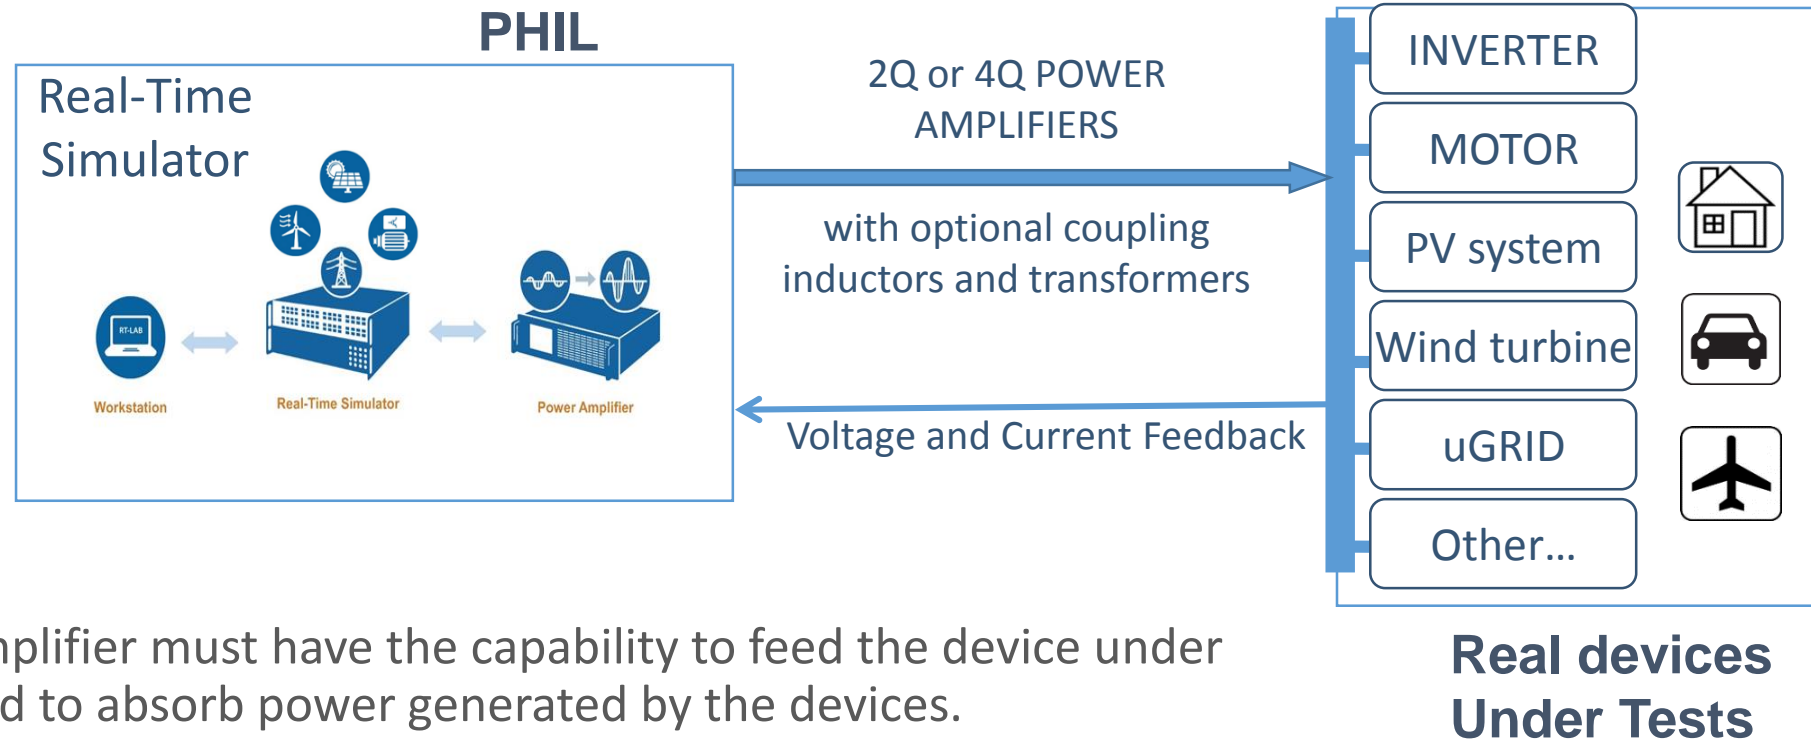 PHIL
Real-Time
Simulator
RT-LAB
Workstation
Real-Time Simulator
Power Amplifier
2Q or 4Q POWER
AMPLIFIERS
with optional coupling
inductors and transformers
Voltage and Current Feedback
INVERTER
MOTOR
PV system
Wind turbine
uGRID
Other...
Real devices
Under Tests
must have the capability to feed the device under
to absorb power generated by the devices.